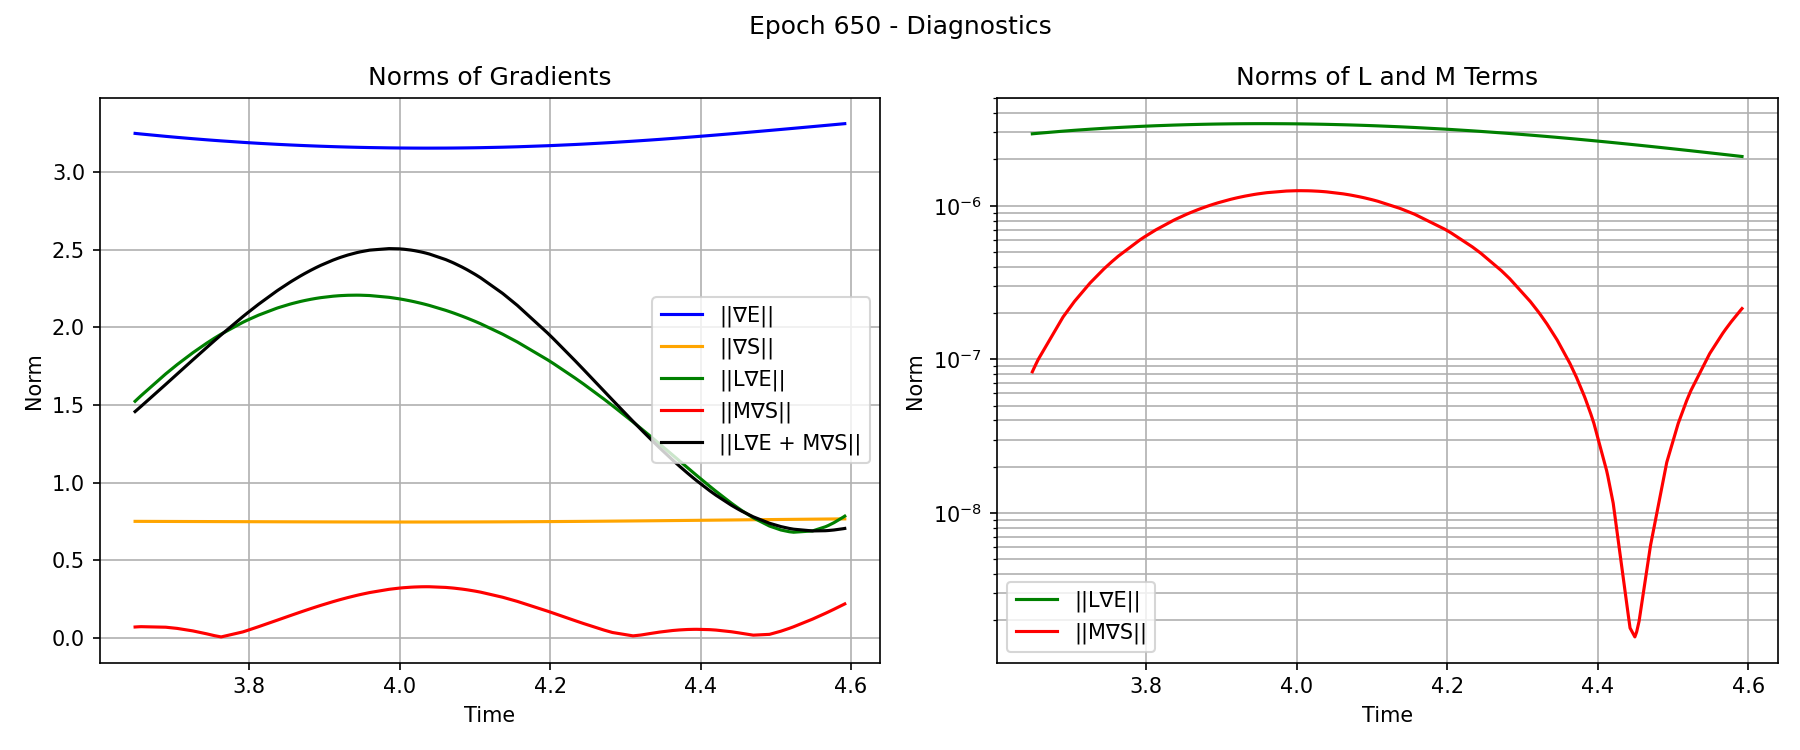 Epoch 650 - Diagnostics
Norms of Gradients
Norm
3.0
2.5
2.0
1.5
1.0
0.5
0.0
||∇E||
||∇S||
||L∇E||
||M∇S||
||L∇E + M∇S||
3.8
4.0
4.2
4.4
4.6
Time
Norms of L and M Terms
Norm
10⁻⁶
10⁻⁷
10⁻⁸
||L∇E||
||M∇S||
3.8
4.0
4.2
4.4
4.6
Time